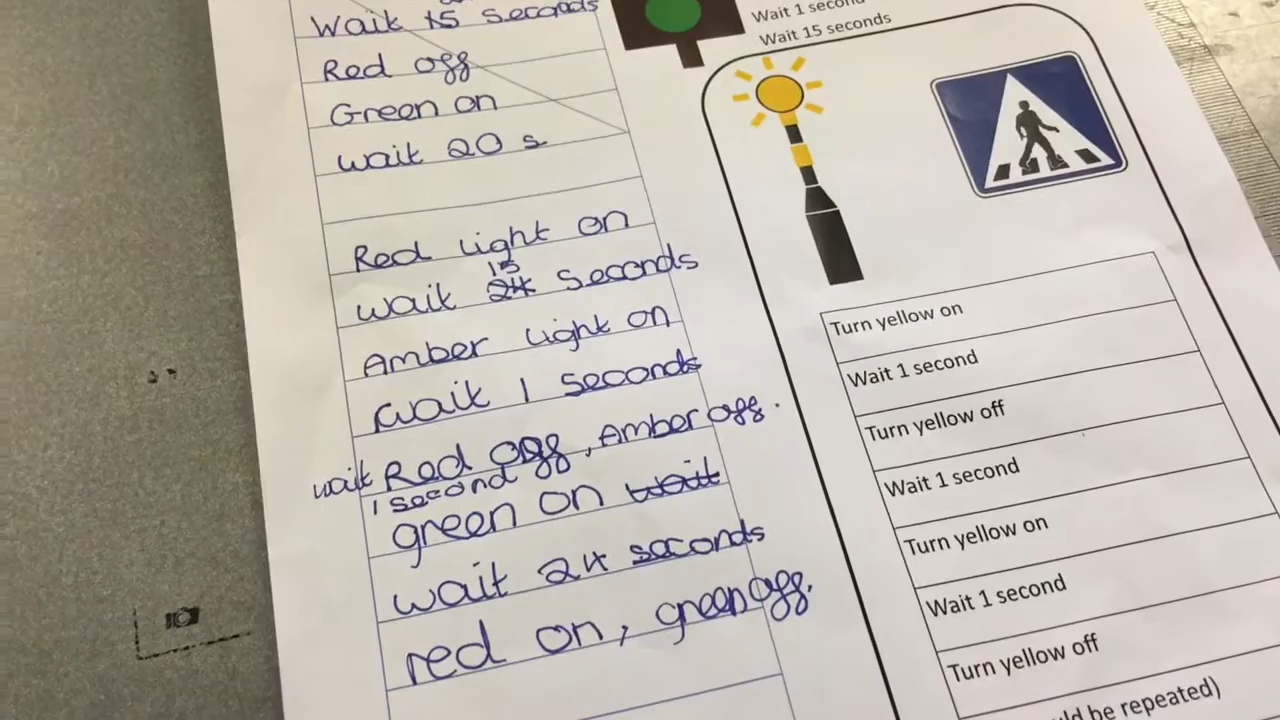 Wait 15 seconds
Red off
Green on
wait 20 s
Red light on
15
wait 24 seconds
Amber light on
wait 1 seconds
Red off, Amber off.
wait 1 second
green on wait
wait 24 seconds
red on, green off.
Wait 1 second
Wait 15 seconds
Turn yellow on
Wait 1 second
Turn yellow off
Wait 1 second
Turn yellow on
Wait 1 second
Turn yellow off
be repeated)